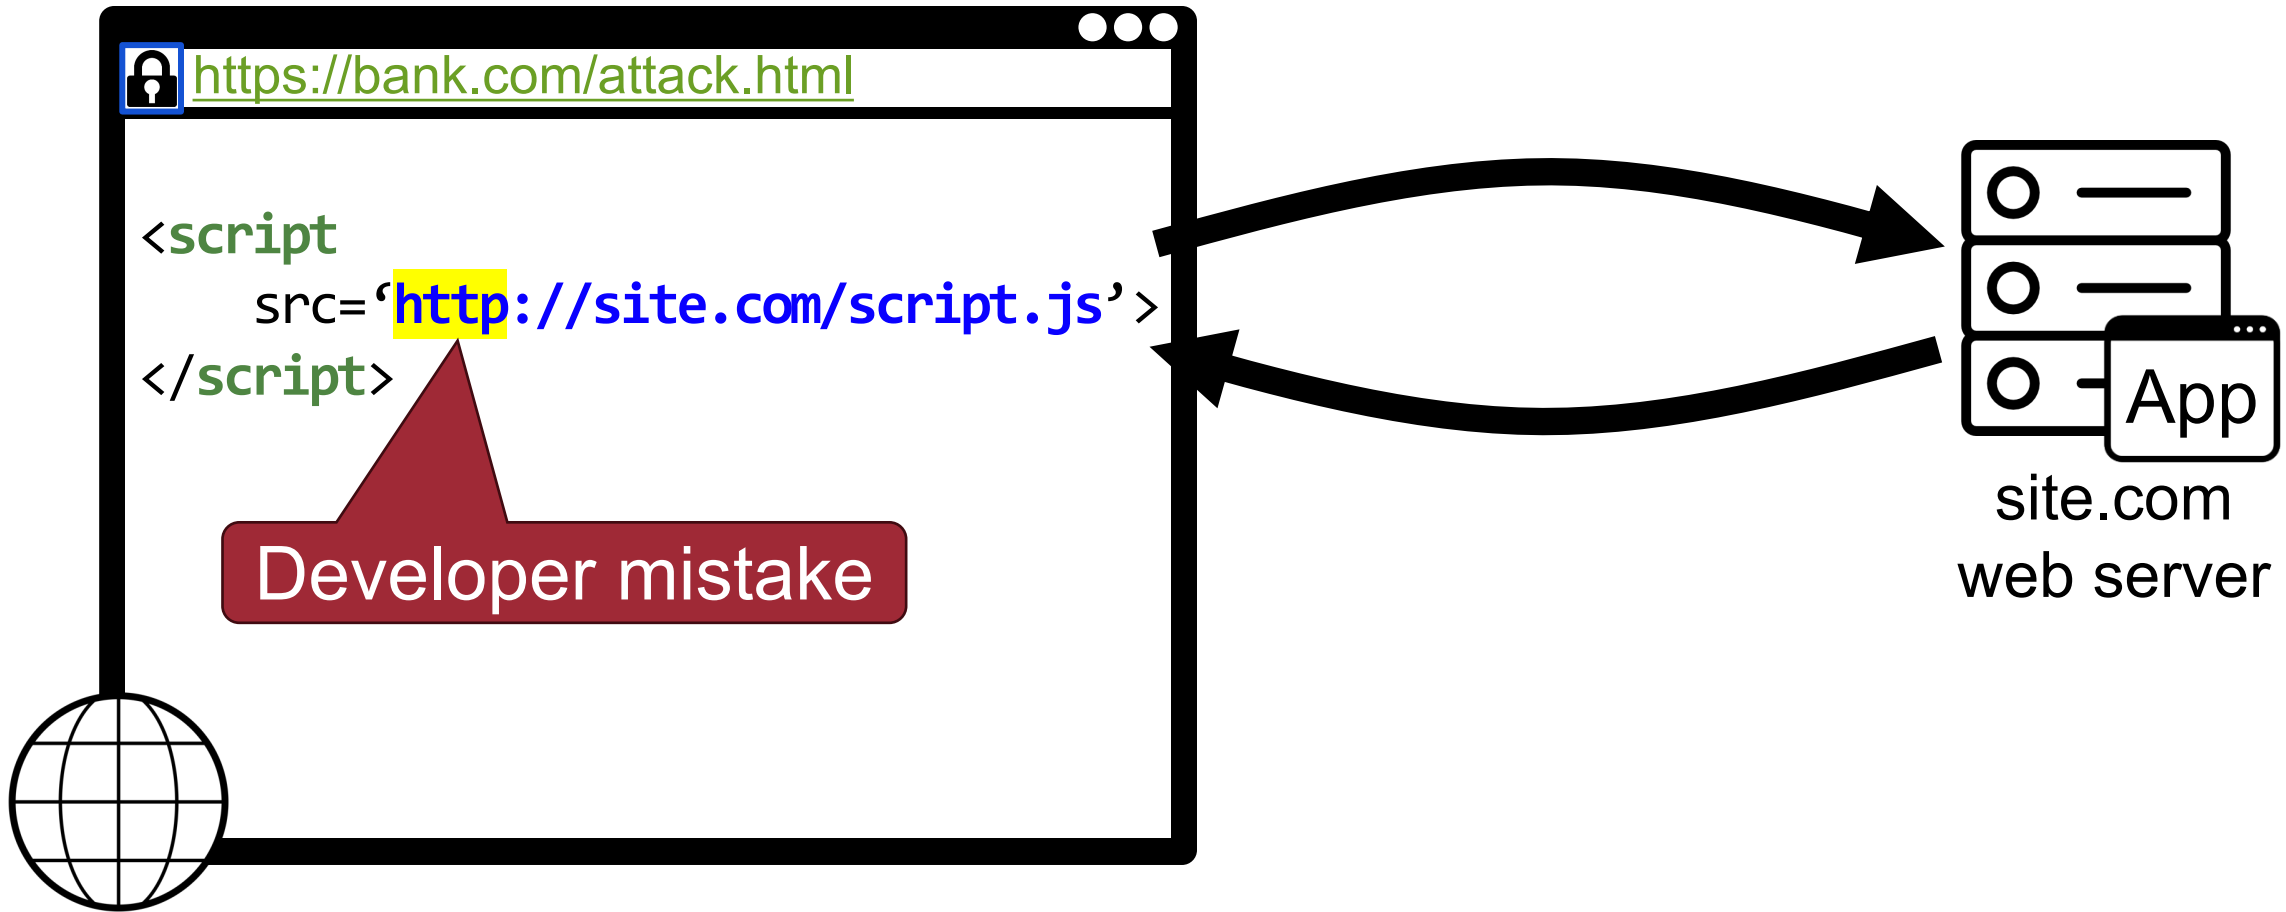 https://bank.com/attack.html
<script
src=‘http://site.com/script.js’>
</script>
Developer mistake
App
site.com
web server